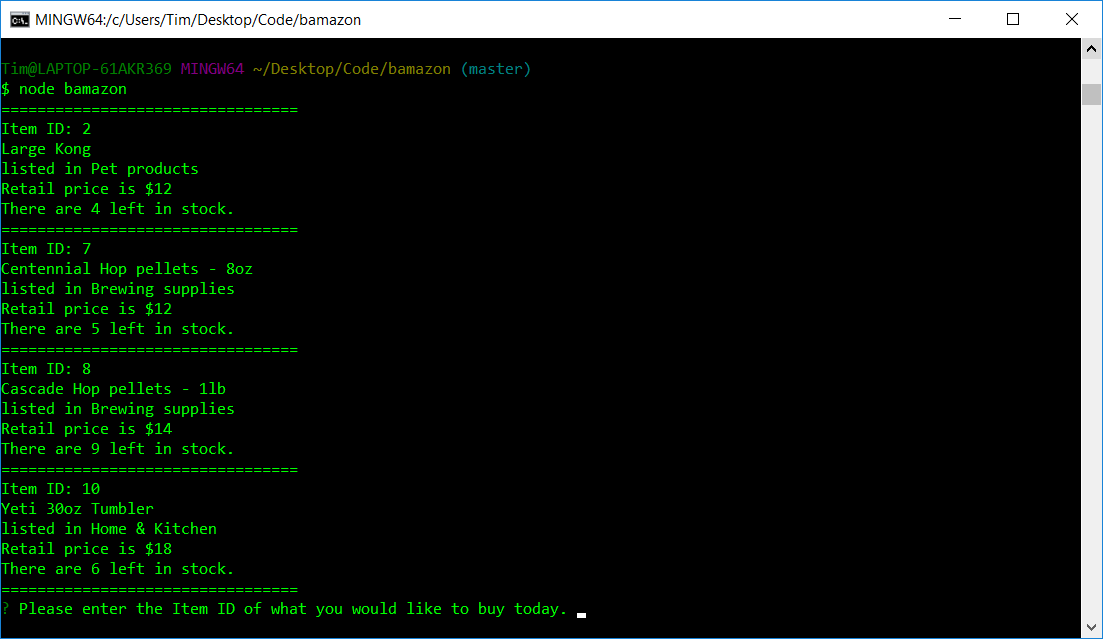 MINGW64:/c/Users/Tim/Desktop/Code/bamazon
Tim@LAPTOP-61AKR369 MINGW64 ~/Desktop/Code/bamazon (master)
$ node bamazon
=================================
Item ID: 2
Large Kong
listed in Pet products
Retail price is $12
There are 4 left in stock.
=================================
Item ID: 7
Centennial Hop pellets - 8oz
listed in Brewing supplies
Retail price is $12
There are 5 left in stock.
=================================
Item ID: 8
Cascade Hop pellets - 1lb
listed in Brewing supplies
Retail price is $14
There are 9 left in stock.
=================================
Item ID: 10
Yeti 30oz Tumbler
listed in Home & Kitchen
Retail price is $18
There are 6 left in stock.
=================================
? Please enter the Item ID of what you would like to buy today.